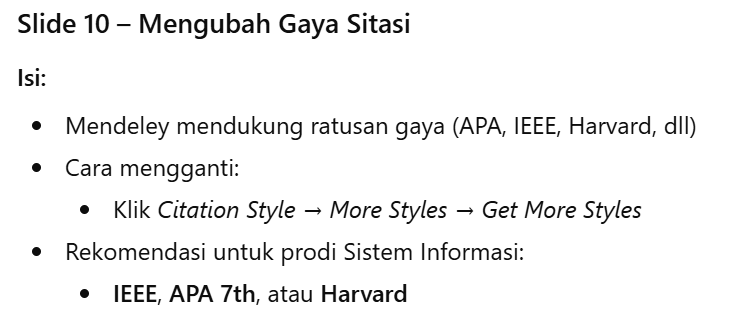 Slide 10 – Mengubah Gaya Sitasi
Isi:
• Mendeley mendukung ratusan gaya (APA, IEEE, Harvard, dll)
• Cara mengganti:
• Klik Citation Style → More Styles → Get More Styles
• Rekomendasi untuk prodi Sistem Informasi:
• IEEE, APA 7th, atau Harvard